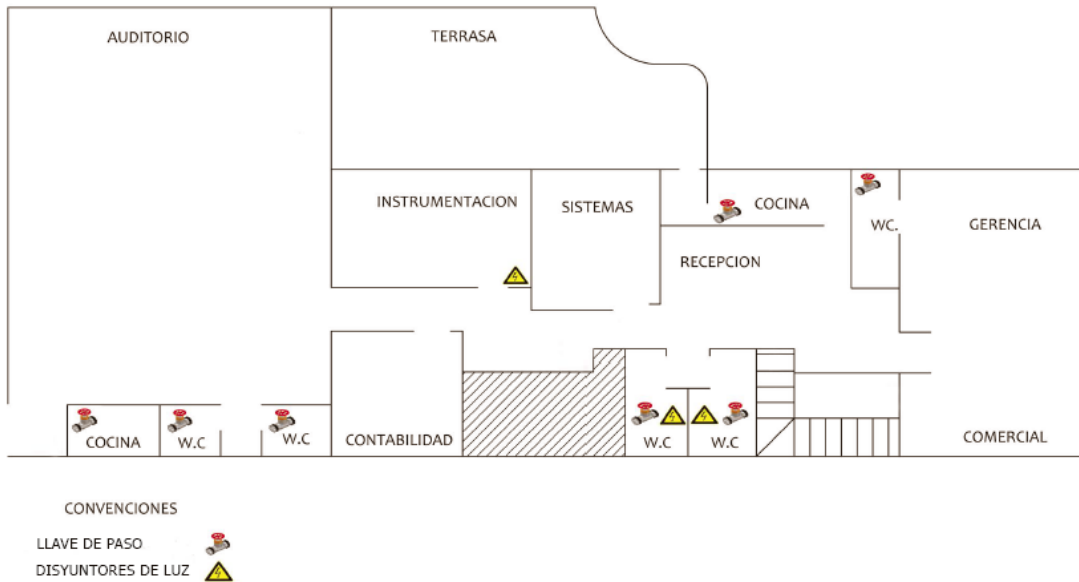 AUDITORIO
TERRASA
INSTRUMENTACION
SISTEMAS
COCINA
WC.
GERENCIA
RECEPCION
COCINA
W.C
W.C
CONTABILIDAD
W.C
W.C
COMERCIAL
CONVENCIONES
LLAVE DE PASO
DISYUNTORES DE LUZ